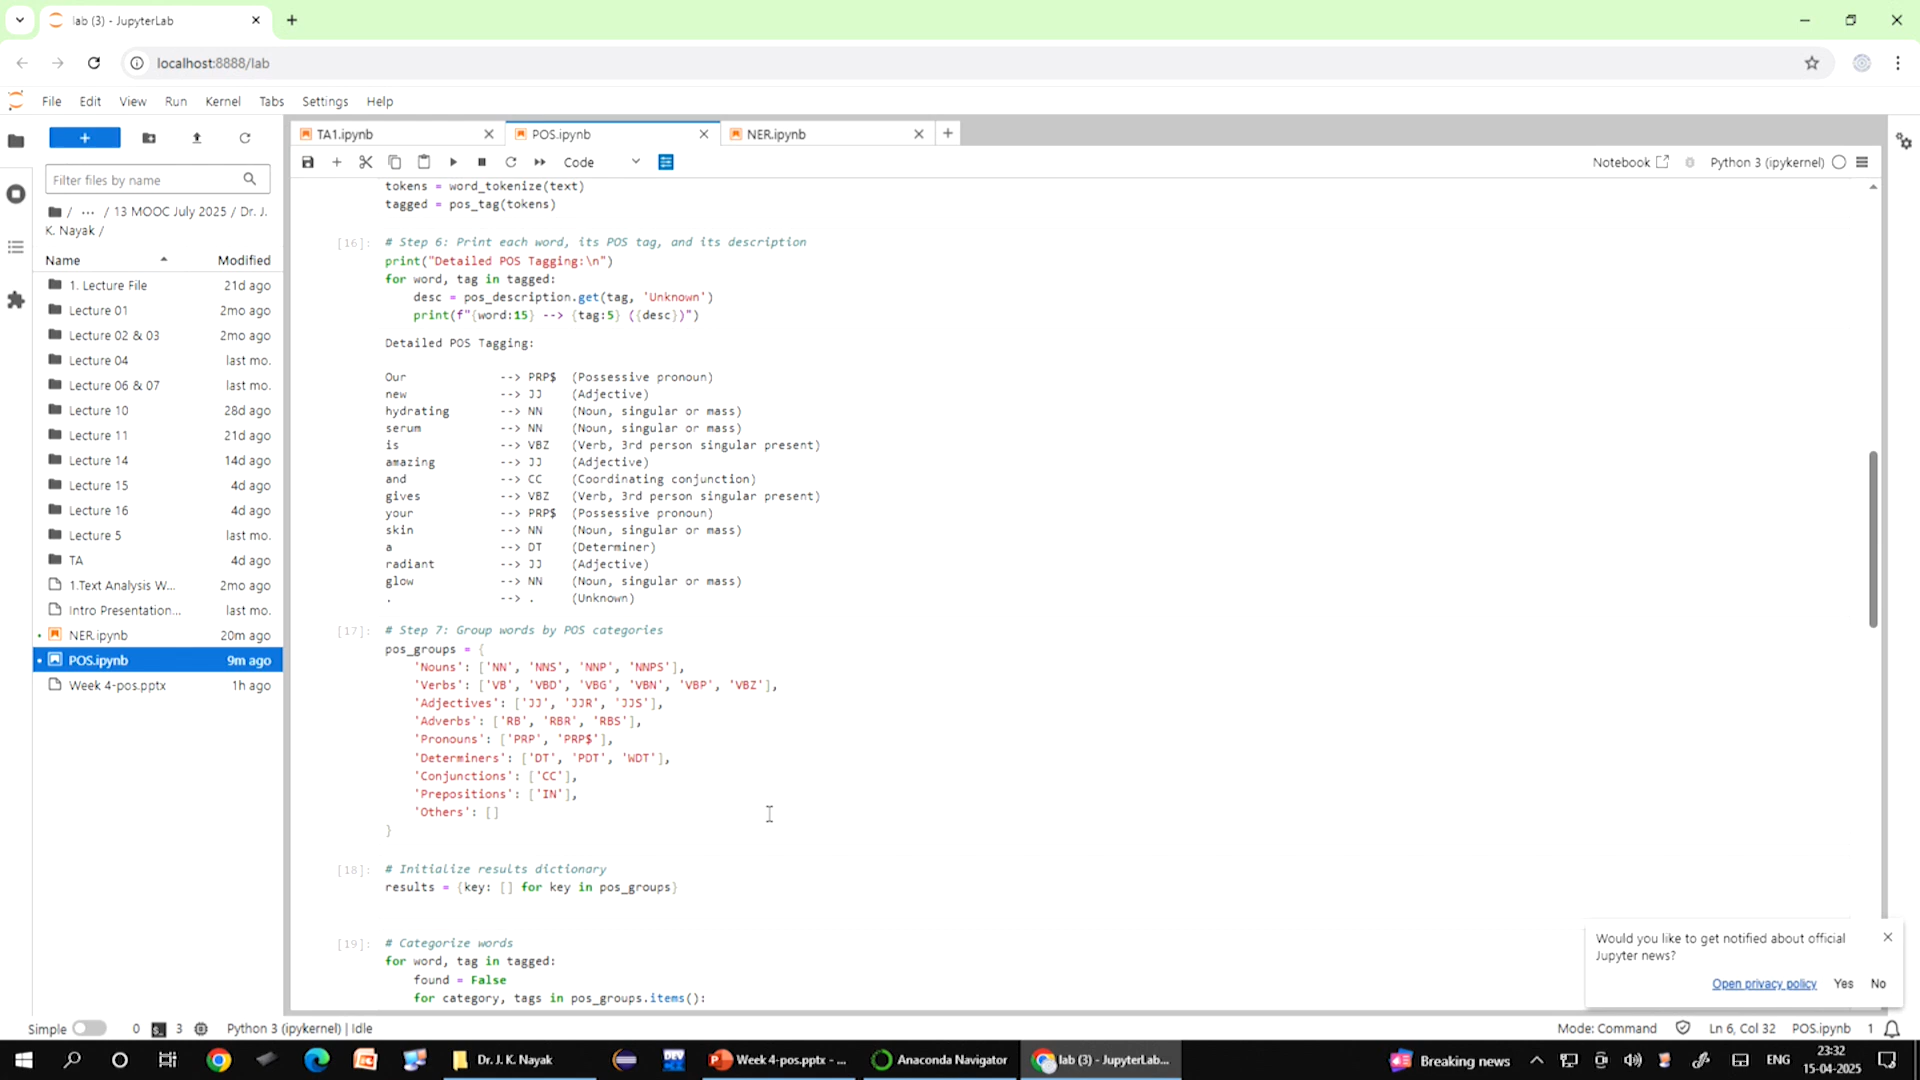 lab (3) - JupyterLab
localhost:8888/lab
File Edit View Run Kernel Tabs Settings Help
TA1.ipynb POS.ipynb NER.ipynb
Code Notebook Python 3 (ipykernel)
Filter files by name
/ ... / 13 MOOC July 2025 / Dr. J.
K. Nayak /
Name Modified
1. Lecture File 21d ago
Lecture 01 2mo ago
Lecture 02 & 03 2mo ago
Lecture 04 last mo.
Lecture 06 & 07 last mo.
Lecture 10 28d ago
Lecture 11 21d ago
Lecture 14 14d ago
Lecture 15 4d ago
Lecture 16 4d ago
Lecture 5 last mo.
TA 4d ago
1.Text Analysis W... 2mo ago
Intro Presentation... last mo.
NER.ipynb 20m ago
POS.ipynb 9m ago
Week 4-pos.pptx 1h ago
tokens = word_tokenize(text)
tagged = pos_tag(tokens)
[16]: # Step 6: Print each word, its POS tag, and its description
print("Detailed POS Tagging:\n")
for word, tag in tagged:
desc = pos_description.get(tag, 'Unknown')
print(f"{word:15} --> {tag:5} ({desc})")
Detailed POS Tagging:
Our --> PRP$ (Possessive pronoun)
new --> JJ (Adjective)
hydrating --> NN (Noun, singular or mass)
serum --> NN (Noun, singular or mass)
is --> VBZ (Verb, 3rd person singular present)
amazing --> JJ (Adjective)
and --> CC (Coordinating conjunction)
gives --> VBZ (Verb, 3rd person singular present)
your --> PRP$ (Possessive pronoun)
skin --> NN (Noun, singular or mass)
a --> DT (Determiner)
radiant --> JJ (Adjective)
glow --> NN (Noun, singular or mass)
. --> . (Unknown)
[17]: # Step 7: Group words by POS categories
pos_groups = {
'Nouns': ['NN', 'NNS', 'NNP', 'NNPS'],
'Verbs': ['VB', 'VBD', 'VBG', 'VBN', 'VBP', 'VBZ'],
'Adjectives': ['JJ', 'JJR', 'JJS'],
'Adverbs': ['RB', 'RBR', 'RBS'],
'Pronouns': ['PRP', 'PRP$'],
'Determiners': ['DT', 'PDT', 'WDT'],
'Conjunctions': ['CC'],
'Prepositions': ['IN'],
'Others': []
}
[18]: # Initialize results dictionary
results = {key: [] for key in pos_groups}
[19]: # Categorize words
for word, tag in tagged:
found = False
for category, tags in pos_groups.items():
Would you like to get notified about official
Jupyter news?
Open privacy policy Yes No
Simple 0 3 Python 3 (ipykernel) | Idle Mode: Command Ln 6, Col 32 POS.ipynb 1
Dr. J. K. Nayak DEV Week 4-pos.pptx - ... Anaconda Navigator lab (3) - JupyterLab... Breaking news ENG
23:32
15-04-2025